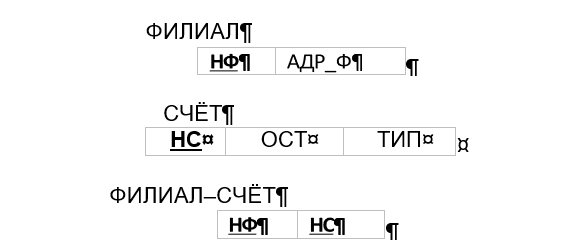 ФИЛИАЛ¶
НФ¶ АДР_Ф¶ ¶
СЧЁТ¶
НС¤ ОСТ¤ ТИП¤ ¤
ФИЛИАЛ–СЧЁТ¶
НФ¶ НС¶ ¶